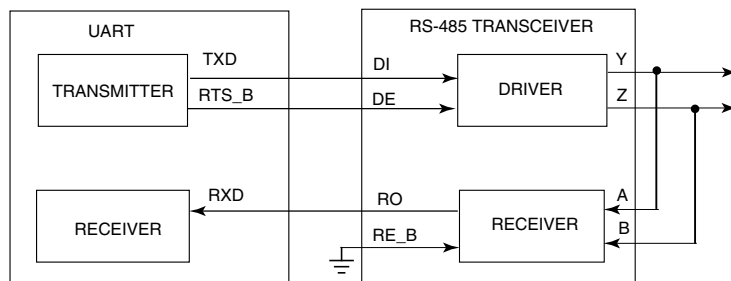 UART
RS-485 TRANSCEIVER
TRANSMITTER
TXD
RTS_B
DI
DE
DRIVER
Y
Z
RECEIVER
RXD
RO
RE_B
RECEIVER
A
B